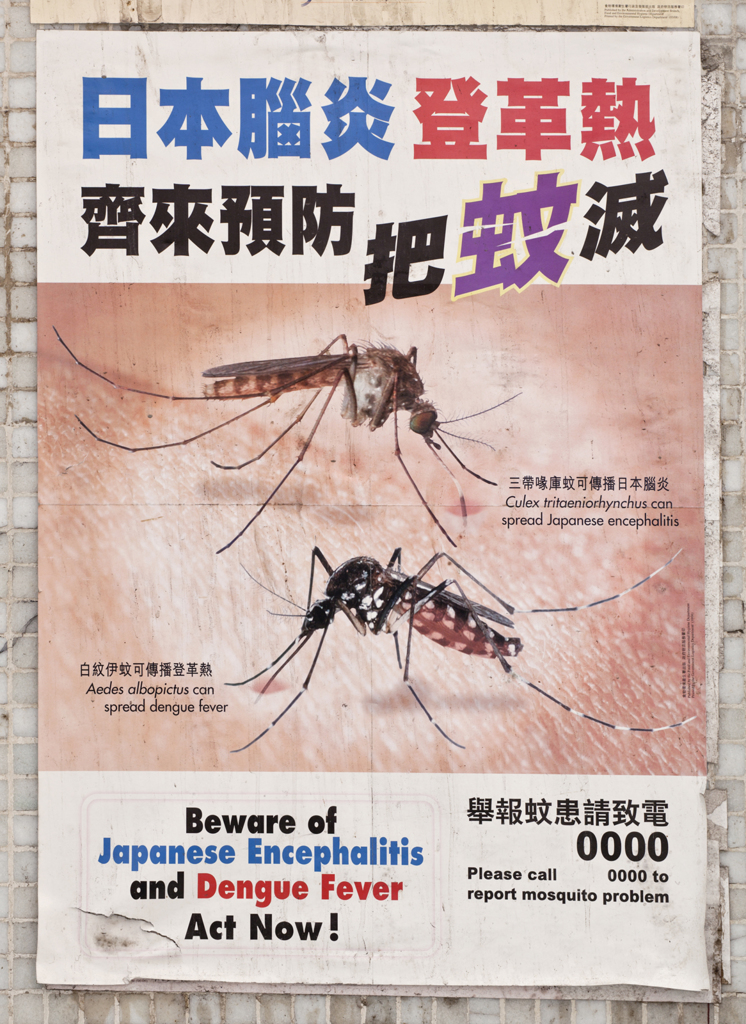 日本腦炎 登革熱
齊來預防 把蚊滅
三帶喙庫蚊可傳播日本腦炎
Culex tritaeniorhynchus can
spread Japanese encephalitis
白紋伊蚊可傳播登革熱
Aedes albopictus can
spread dengue fever
Beware of
Japanese Encephalitis
and Dengue Fever
Act Now!
舉報蚊患請致電
0000
Please call 0000 to
report mosquito problem